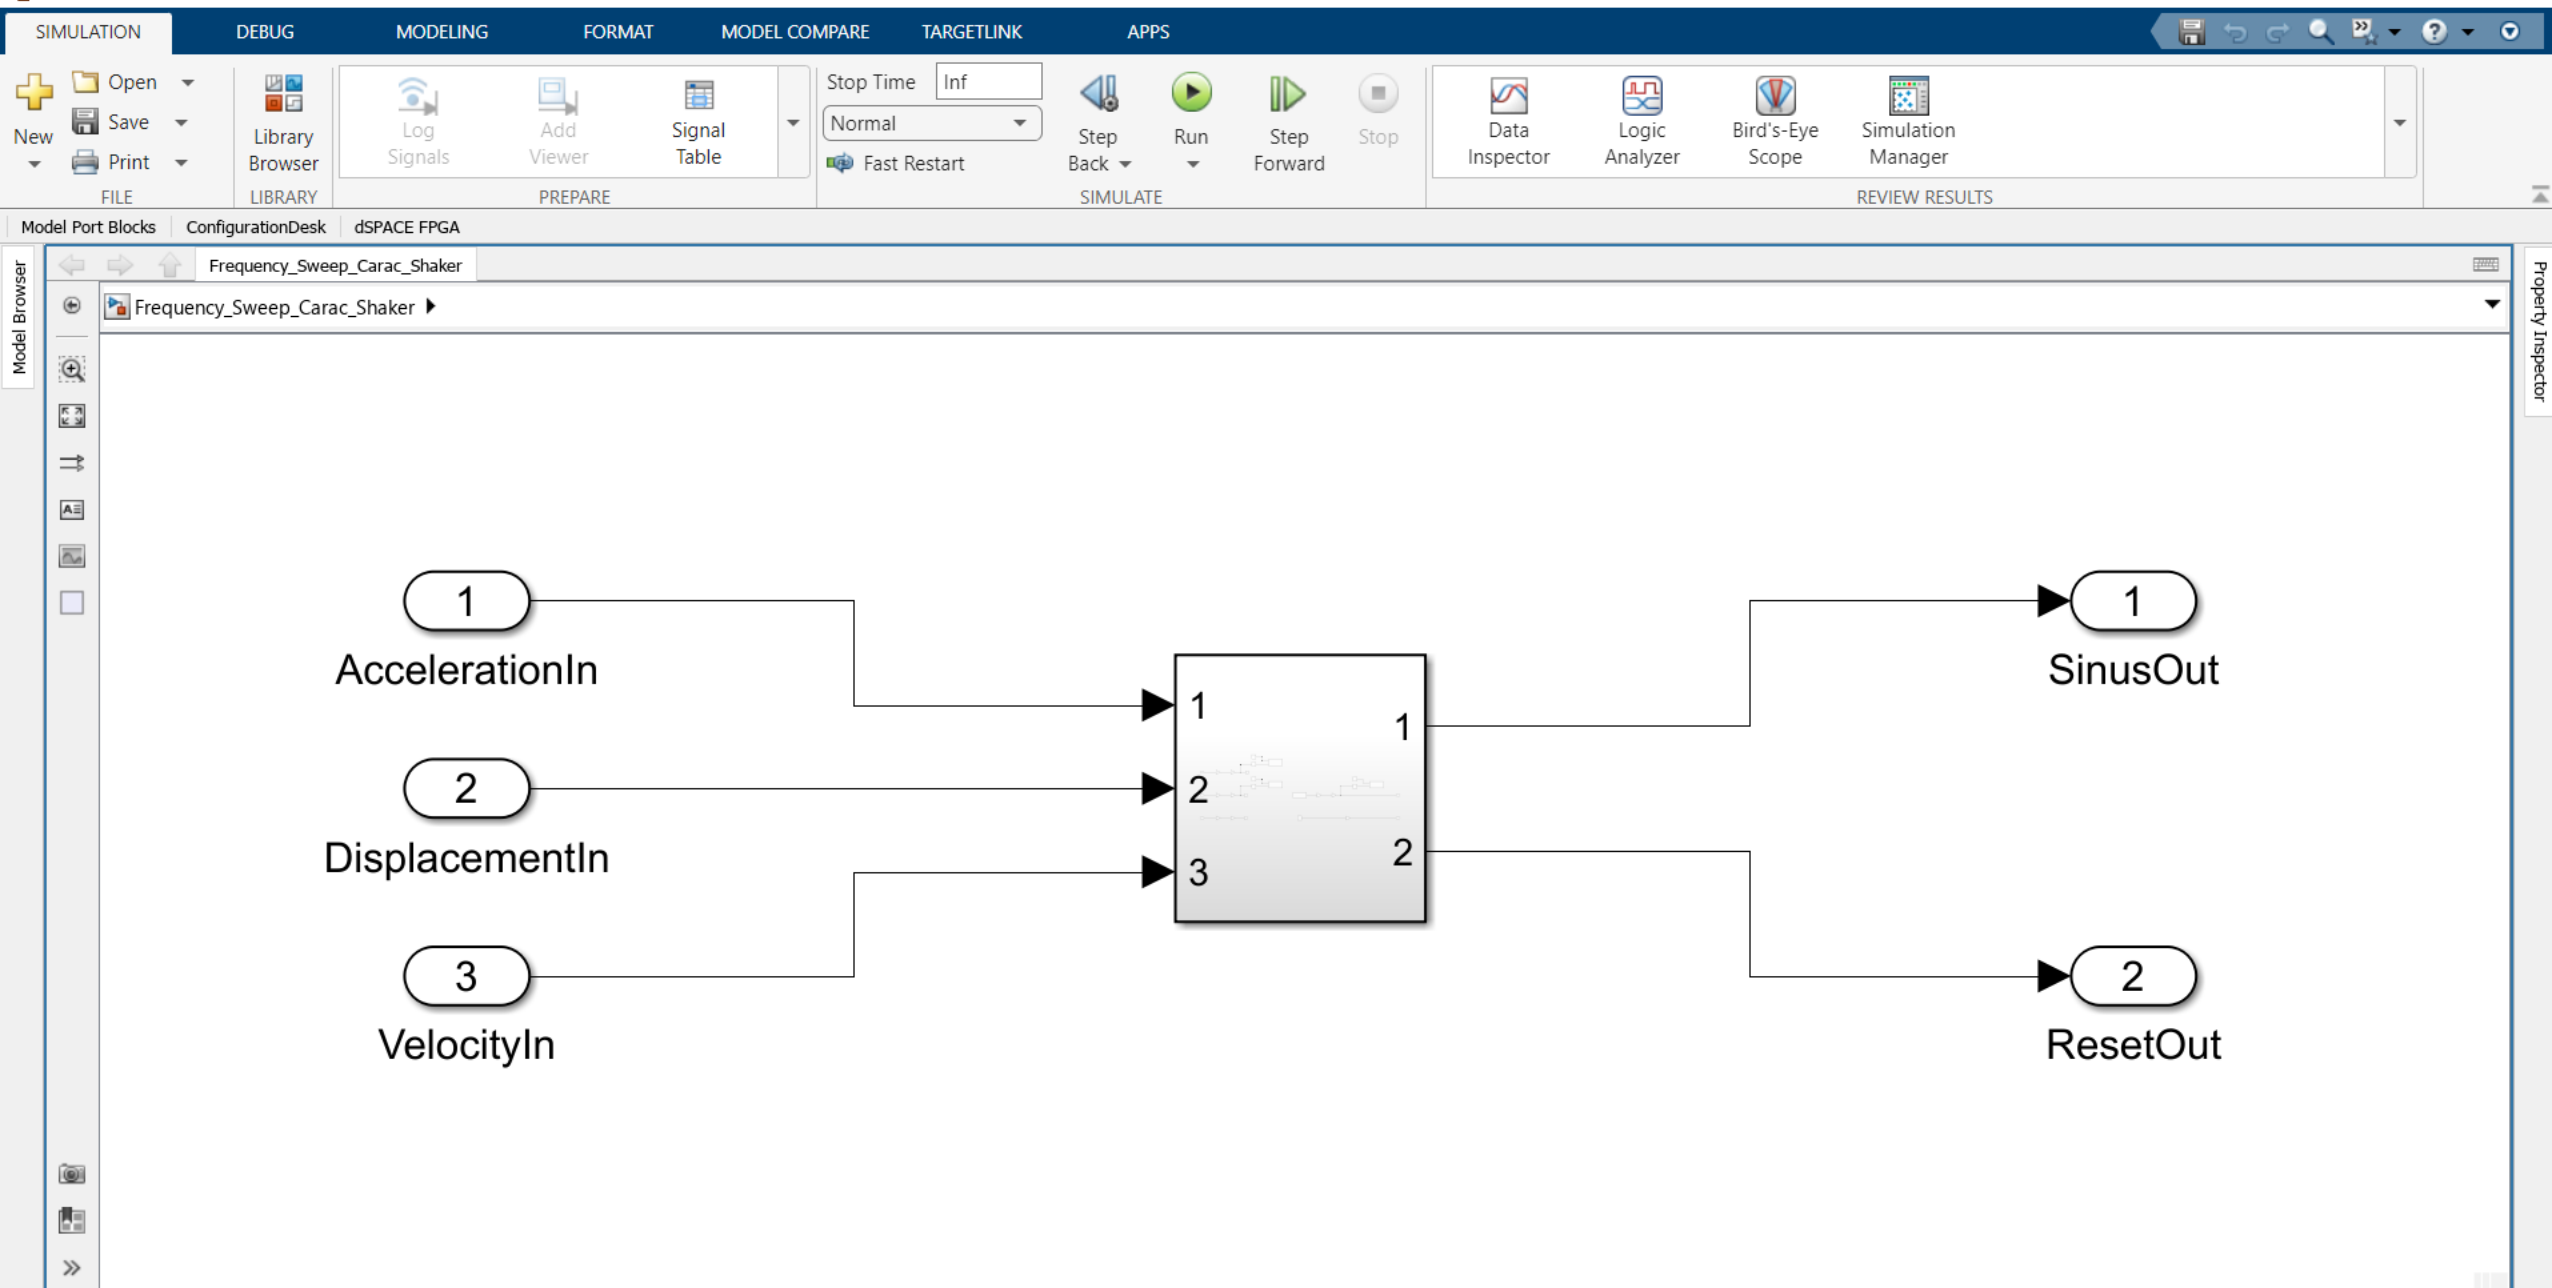 SIMULATION DEBUG MODELING FORMAT MODEL COMPARE TARGETLINK APPS
New
Open
Save
Print
FILE
Library
Browser
LIBRARY
Log
Signals
Add
Viewer
Signal
Table
PREPARE
Stop Time Inf
Normal
Fast Restart
Step
Back
Run
Step
Forward
Stop
SIMULATE
Data
Inspector
Logic
Analyzer
Bird's-Eye
Scope
Simulation
Manager
REVIEW RESULTS
Model Port Blocks ConfigurationDesk dSPACE FPGA
Model Browser
Frequency_Sweep_Carac_Shaker
Frequency_Sweep_Carac_Shaker
Property Inspector
1
AccelerationIn
2
DisplacementIn
3
VelocityIn
1
2
3
1
2
1
SinusOut
2
ResetOut